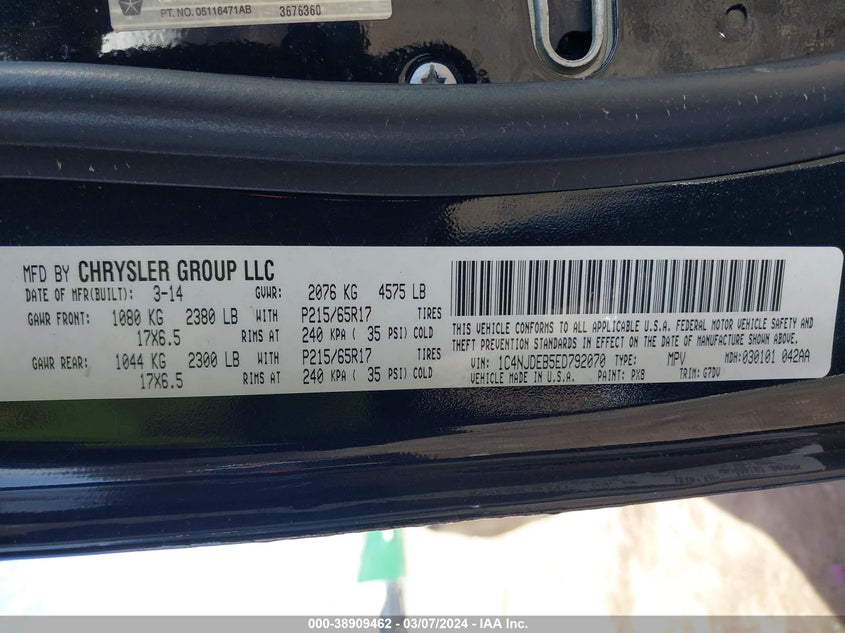 PT. NO. 05116471AB 3676360
MFD BY CHRYSLER GROUP LLC
DATE OF MFR(BUILT): 3-14 GVWR: 2076 KG 4575 LB
GAWR FRONT: 1080 KG 2380 LB WITH P215/65R17 TIRES
17X6.5 RIMS AT 240 KPA ( 35 PSI) COLD
GAWR REAR: 1044 KG 2300 LB WITH P215/65R17 TIRES
17X6.5 RIMS AT 240 KPA ( 35 PSI) COLD
THIS VEHICLE CONFORMS TO ALL APPLICABLE U.S.A. FEDERAL MOTOR VEHICLE SAFETY AND
THEFT PREVENTION STANDARDS IN EFFECT ON THE DATE OF MANUFACTURE SHOWN ABOVE.
VIN: 1C4NJDEB5ED792070 TYPE: MPV MDH: 030101 042AA
VEHICLE MADE IN U.S.A. PAINT: PX8 TRIM: G7DV
000-38909462 - 03/07/2024 - IAA Inc.